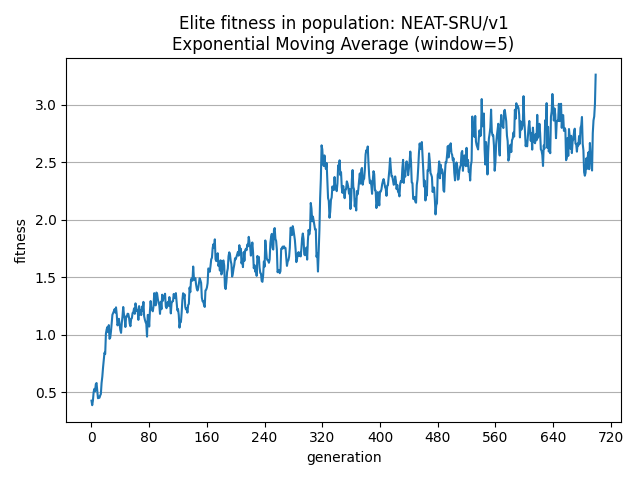 Elite fitness in population: NEAT-SRU/v1
Exponential Moving Average (window=5)
3.0
2.5
2.0
1.5
1.0
0.5
fitness
0 80 160 240 320 400 480 560 640 720
generation